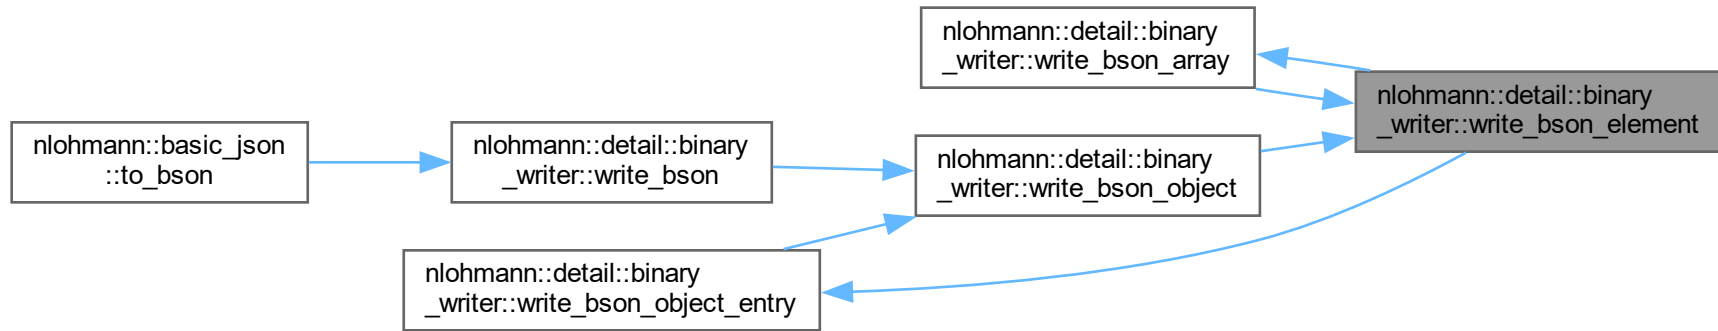 nlohmann::detail::binary
_writer::write_bson_array
nlohmann::detail::binary
_writer::write_bson_element
nlohmann::basic_json
::to_bson
nlohmann::detail::binary
_writer::write_bson
nlohmann::detail::binary
_writer::write_bson_object
nlohmann::detail::binary
_writer::write_bson_object_entry